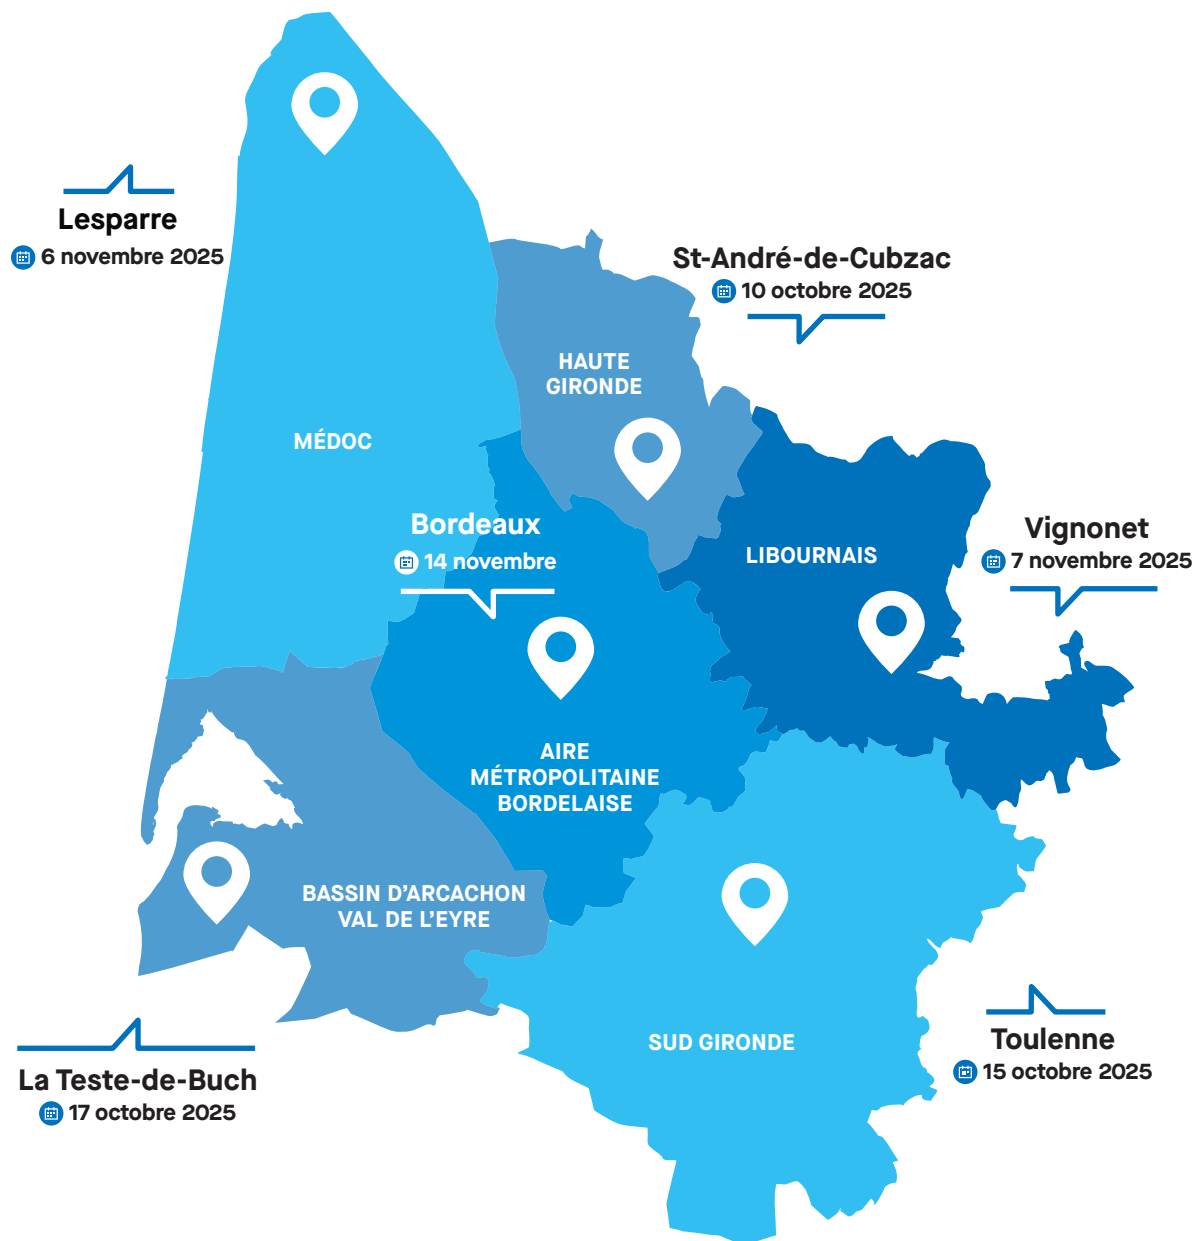 Lesparre
6 novembre 2025
St-André-de-Cubzac
10 octobre 2025
HAUTE
GIRONDE
MÉDOC
Bordeaux
14 novembre
LIBOURNAIS
Vignonet
7 novembre 2025
AIRE
MÉTROPOLITAINE
BORDELAISE
BASSIN D'ARCACHON
VAL DE L'EYRE
SUD GIRONDE
Toulenne
15 octobre 2025
La Teste-de-Buch
17 octobre 2025